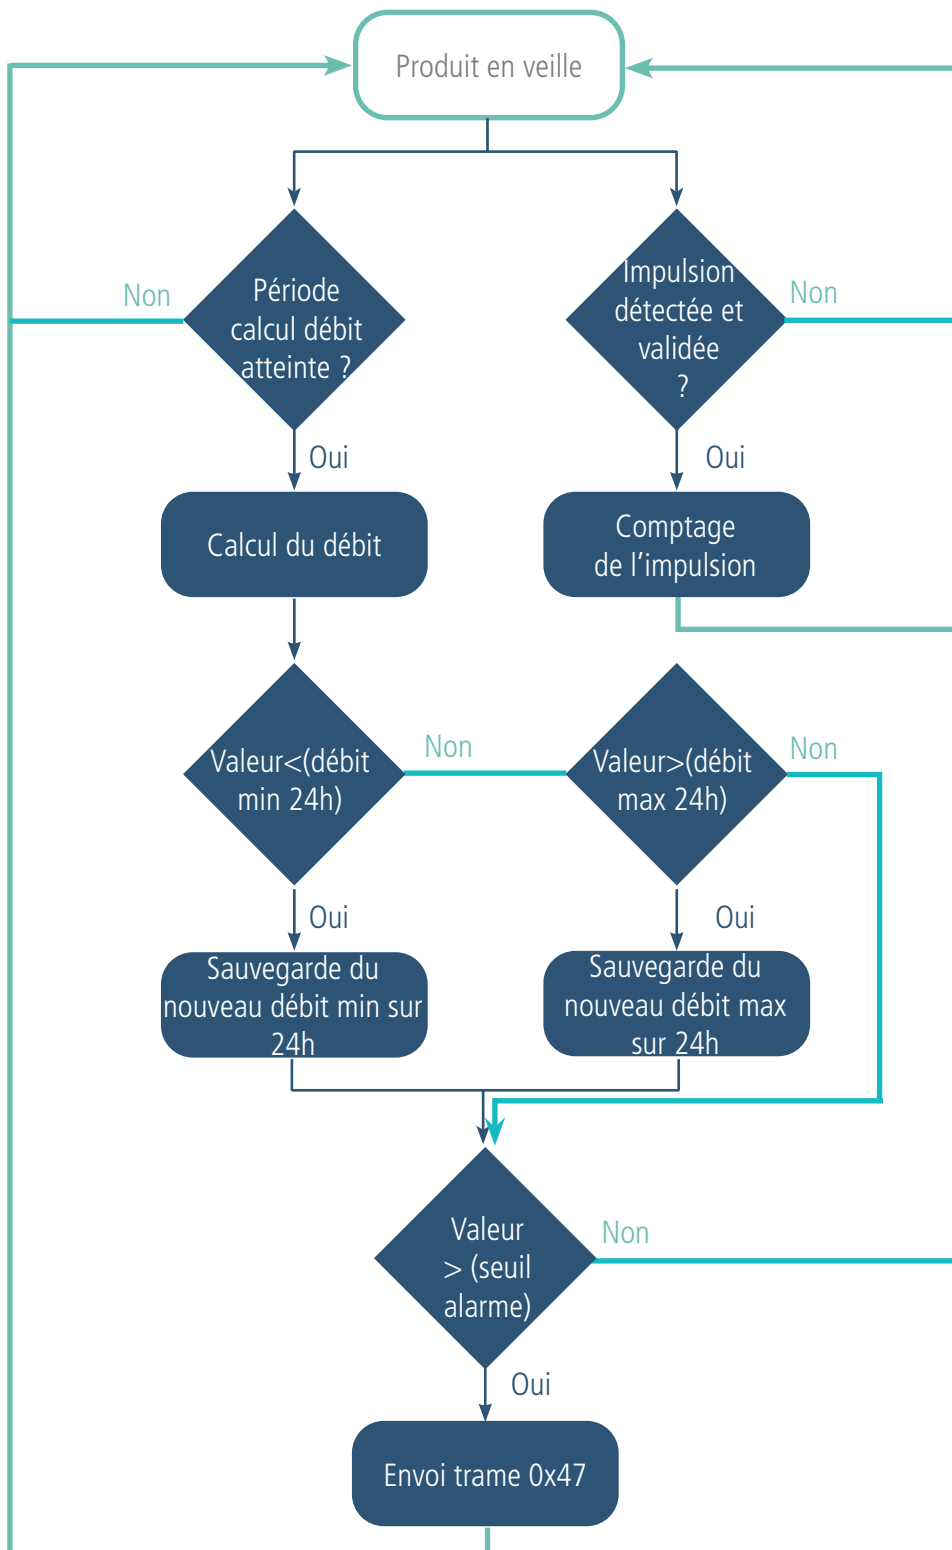 Produit en veille
Non
Période
calcul débit
atteinte ?
Impulsion
détectée et
validée
?
Non
Oui
Oui
Calcul du débit
Comptage
de l'impulsion
Valeur<(débit
min 24h)
Non
Valeur>(débit
max 24h)
Non
Oui
Oui
Sauvegarde du
nouveau débit min sur
24h
Sauvegarde du
nouveau débit max
sur 24h
Valeur
> (seuil
alarme)
Non
Oui
Envoi trame 0x47